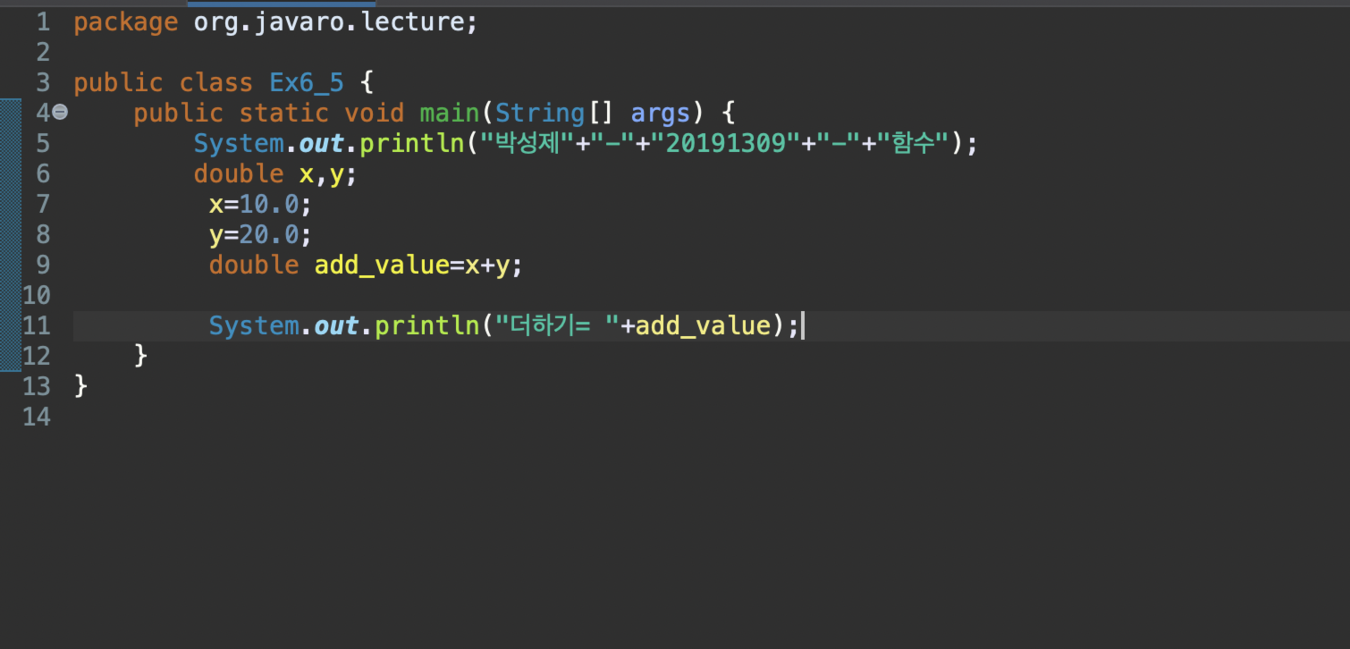 1 package org.javaro.lecture;
2
3 public class Ex6_5 {
4 public static void main(String[] args) {
5 System.out.println("박성제"+"-"+"20191309"+"-"+"함수");
6 double x,y;
7 x=10.0;
8 y=20.0;
9 double add_value=x+y;
10
11 System.out.println("더하기= "+add_value);
12 }
13 }
14